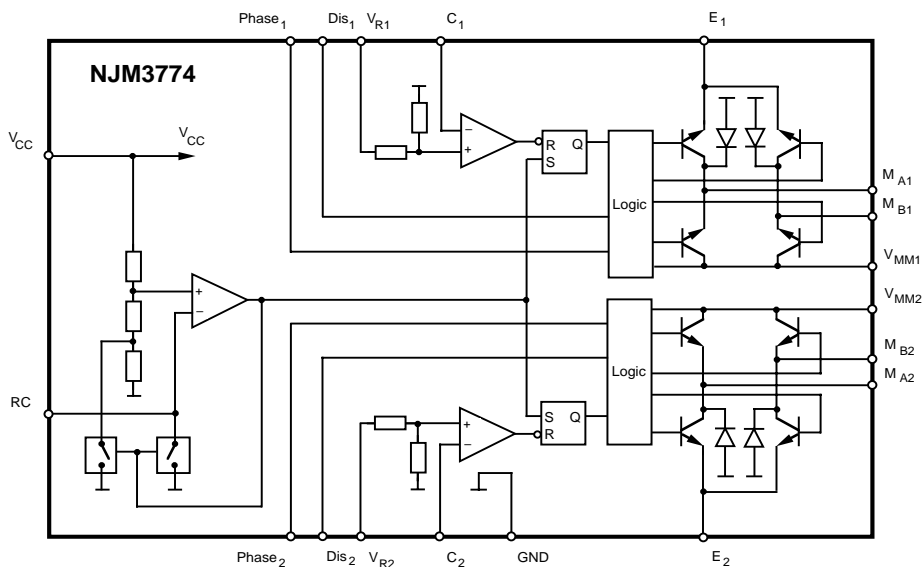 Phase1 Dis1 VR1 C1 E1
NJM3774
VCC VCC
− +
R Q
S
Logic
MA1
MB1
VMM1
+ −
VMM2
MB2
MA2
Logic
RC
+ −
S Q
R
Phase2 Dis2 VR2 C2 GND E2